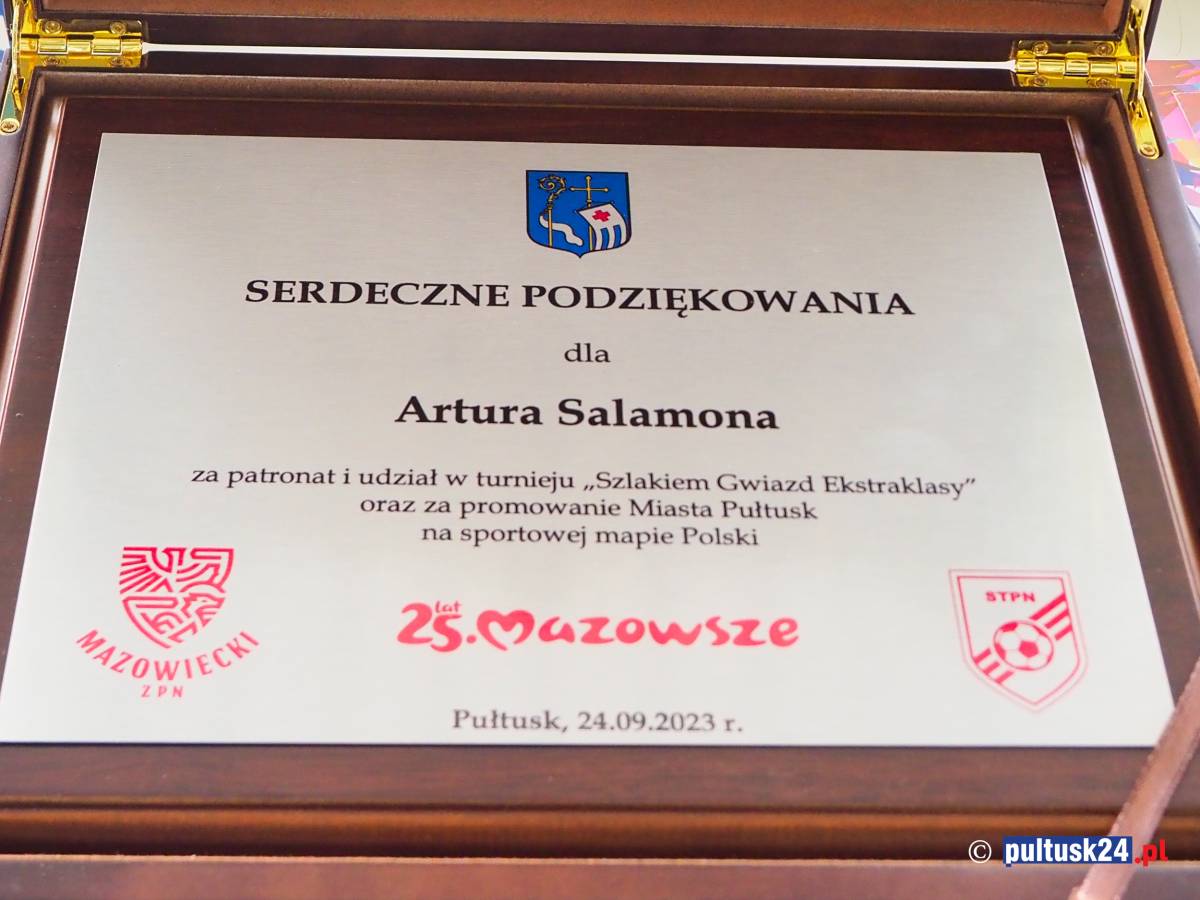 SERDECZNE PODZIĘKOWANIA
dla
Artura Salamona
za patronat i udział w turnieju „Szlakiem Gwiazd Ekstraklasy”
oraz za promowanie Miasta Pułtusk
na sportowej mapie Polski
MAZOWIECKI
ZPN
25 lat.Mazowsze
STPN
Pułtusk, 24.09.2023 r.
© pultusk24.pl